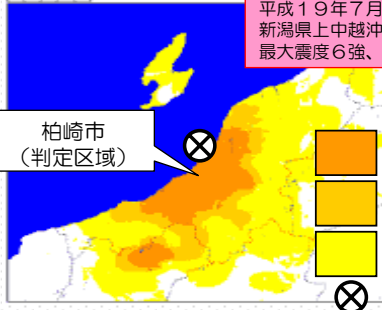 平成19年7月
新潟県上中越沖
最大震度6強、
柏崎市
（判定区域）